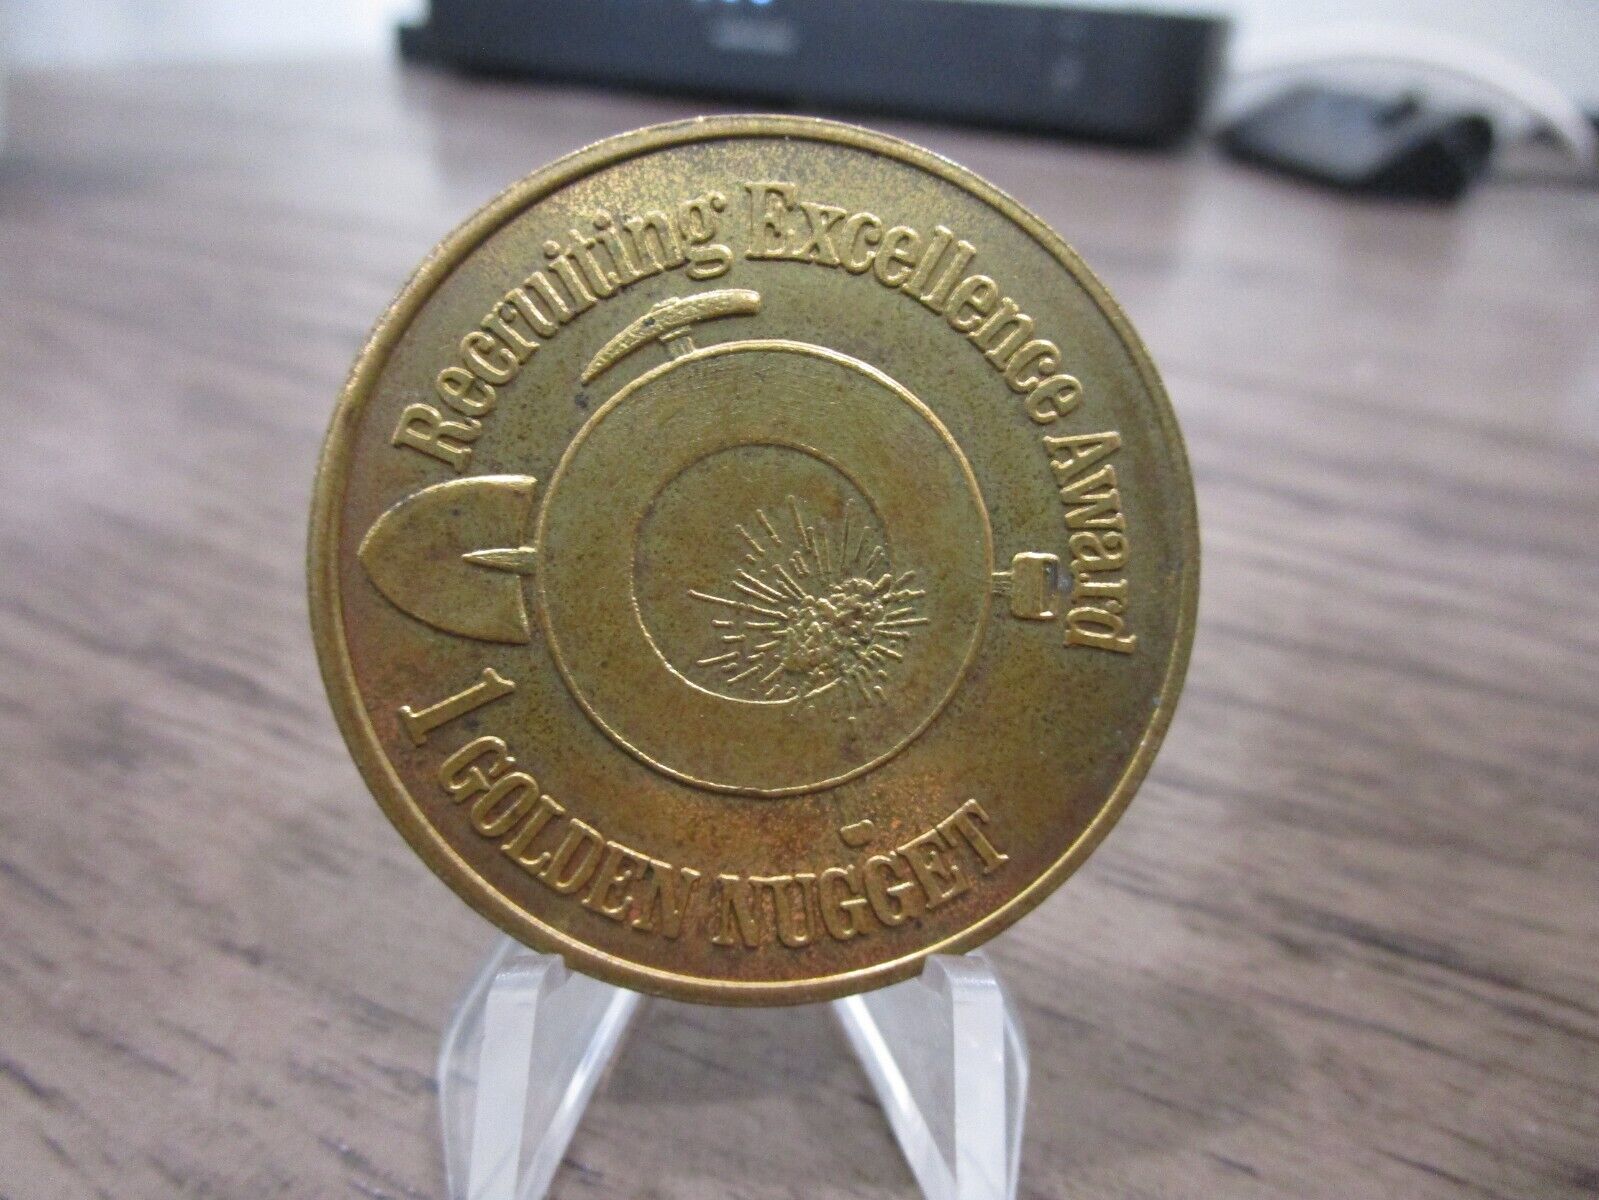 Recruiting Excellence Award
1 GOLDEN NUGGET